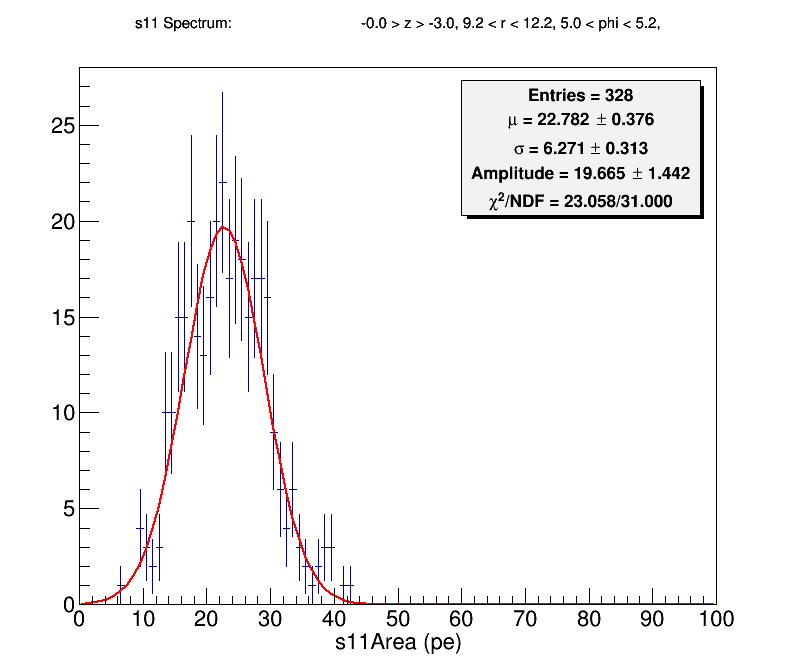 s11 Spectrum: -0.0 > z > -3.0, 9.2 < r < 12.2, 5.0 < phi < 5.2,
Entries = 328
μ = 22.782 ± 0.376
σ = 6.271 ± 0.313
Amplitude = 19.665 ± 1.442
χ²/NDF = 23.058/31.000
25
20
15
10
5
0
0 10 20 30 40 50 60 70 80 90 100
s11Area (pe)